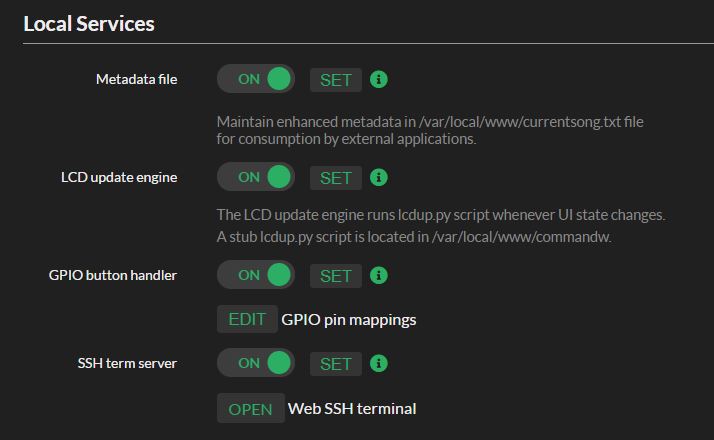 Local Services
Metadata file ON SET
Maintain enhanced metadata in /var/local/www/currentsong.txt file
for consumption by external applications.
LCD update engine ON SET
The LCD update engine runs lcdup.py script whenever UI state changes.
A stub lcdup.py script is located in /var/local/www/commandw.
GPIO button handler ON SET
EDIT GPIO pin mappings
SSH term server ON SET
OPEN Web SSH terminal